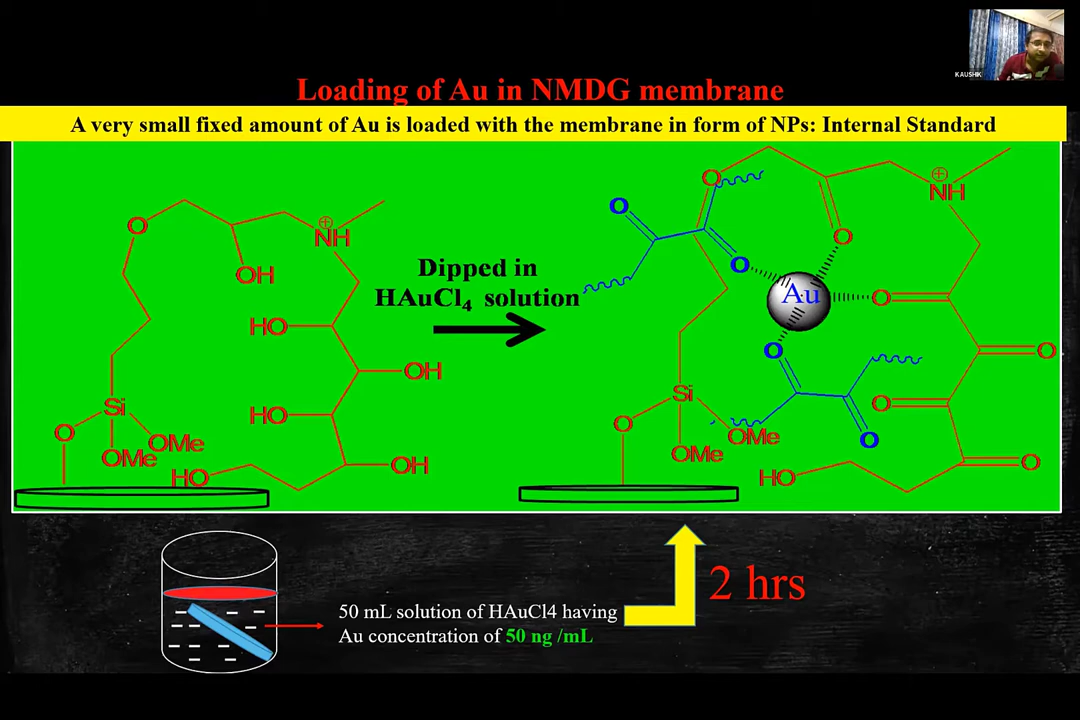 KAUSHIK
Loading of Au in NMDG membrane
A very small fixed amount of Au is loaded with the membrane in form of NPs: Internal Standard
O
OH
⊕
NH
HO
OH
HO
OH
HO
Si
O
OMe
OMe
Dipped in
HAuCl4 solution
O
O
O
⊕
NH
O
Au
O
O
O
O
O
O
HO
Si
O
OMe
OMe
2 hrs
50 mL solution of HAuCl4 having
Au concentration of 50 ng /mL